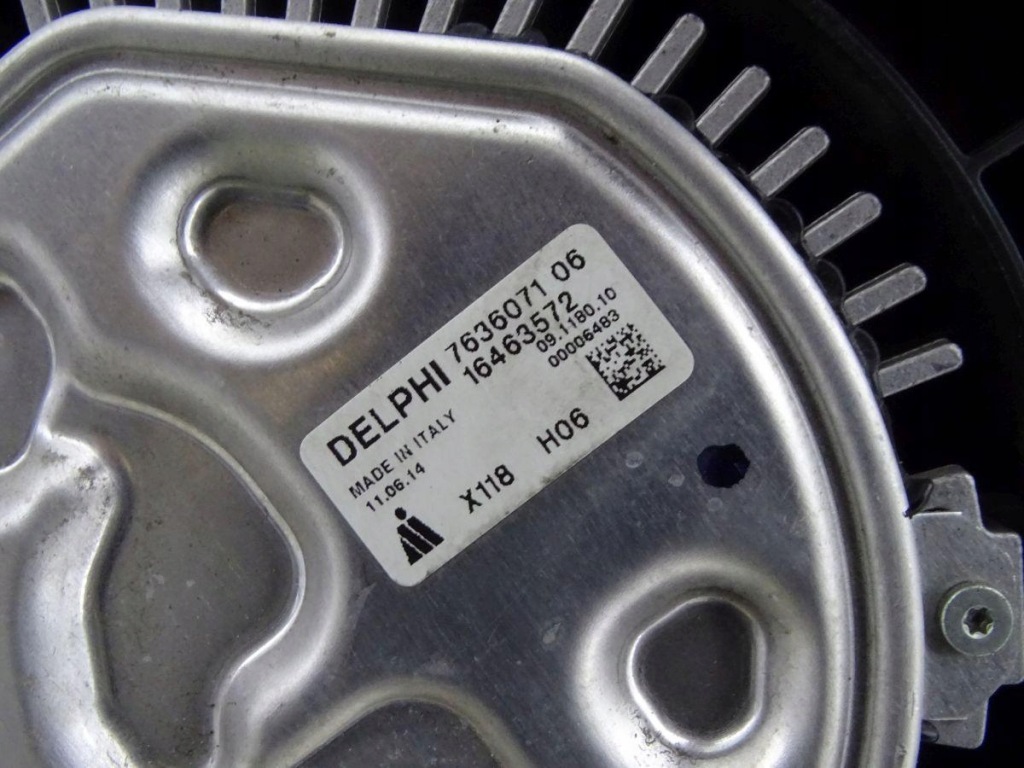 DELPHI 7636071 06
16463572
MADE IN ITALY 09.1180.10
11.06.14 00006483
X118 H06